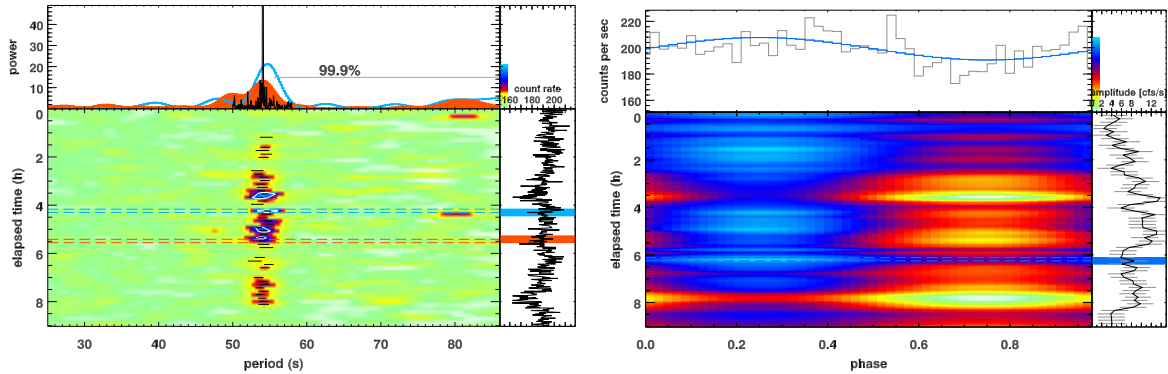 40
30
20
10
0
power
99.9%
count rate
160 180 200
0
2
4
6
8
elapsed time (h)
30 40 50 60 70 80
period (s)
220
200
180
160
counts per sec
amplitude [cts/s]
2 4 6 8 12
0
2
4
6
8
elapsed time (h)
0.0 0.2 0.4 0.6 0.8
phase